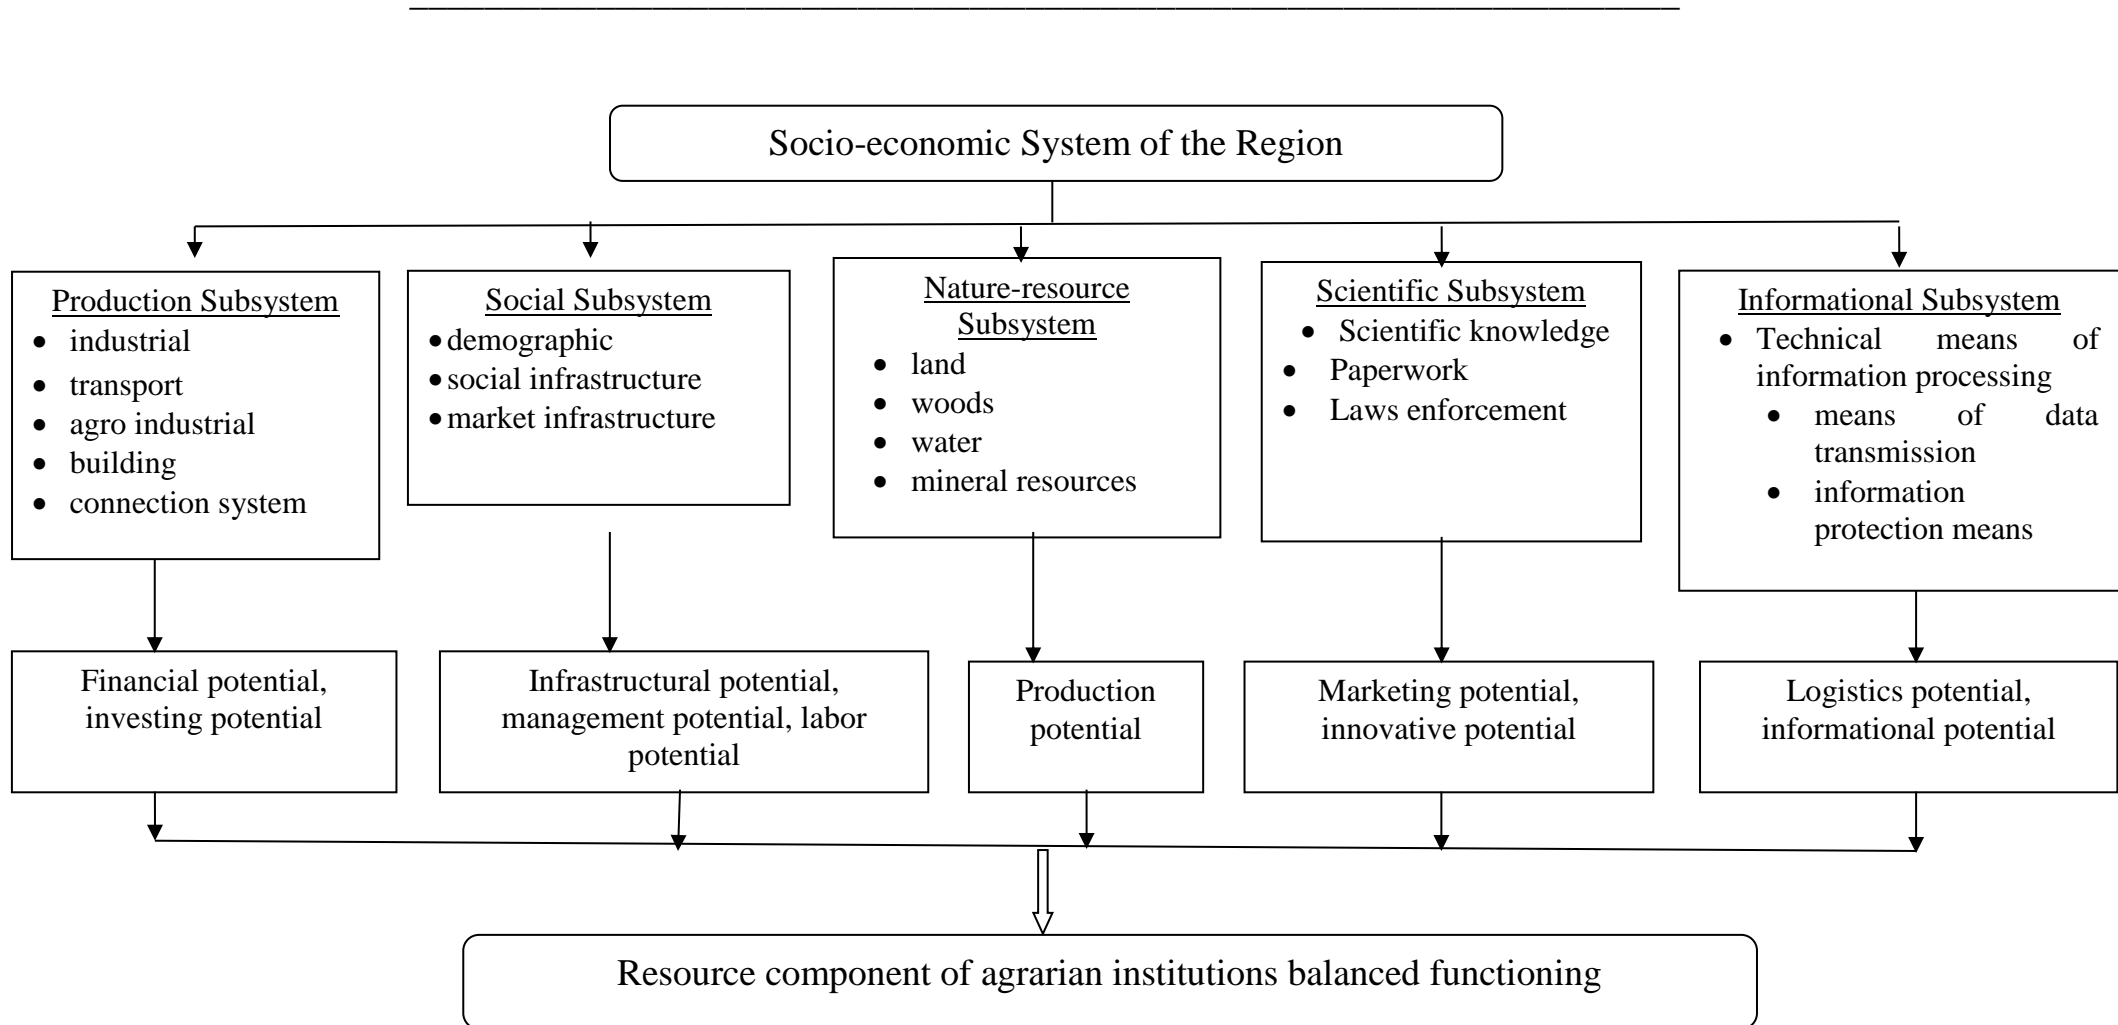 Socio-economic System of the Region
Production Subsystem
• industrial
• transport
• agro industrial
• building
• connection system
Social Subsystem
• demographic
• social infrastructure
• market infrastructure
Nature-resource
Subsystem
• land
• woods
• water
• mineral resources
Scientific Subsystem
• Scientific knowledge
• Paperwork
• Laws enforcement
Informational Subsystem
• Technical means of
information processing
• means of data
transmission
• information
protection means
Financial potential,
investing potential
Infrastructural potential,
management potential, labor
potential
Production
potential
Marketing potential,
innovative potential
Logistics potential,
informational potential
Resource component of agrarian institutions balanced functioning